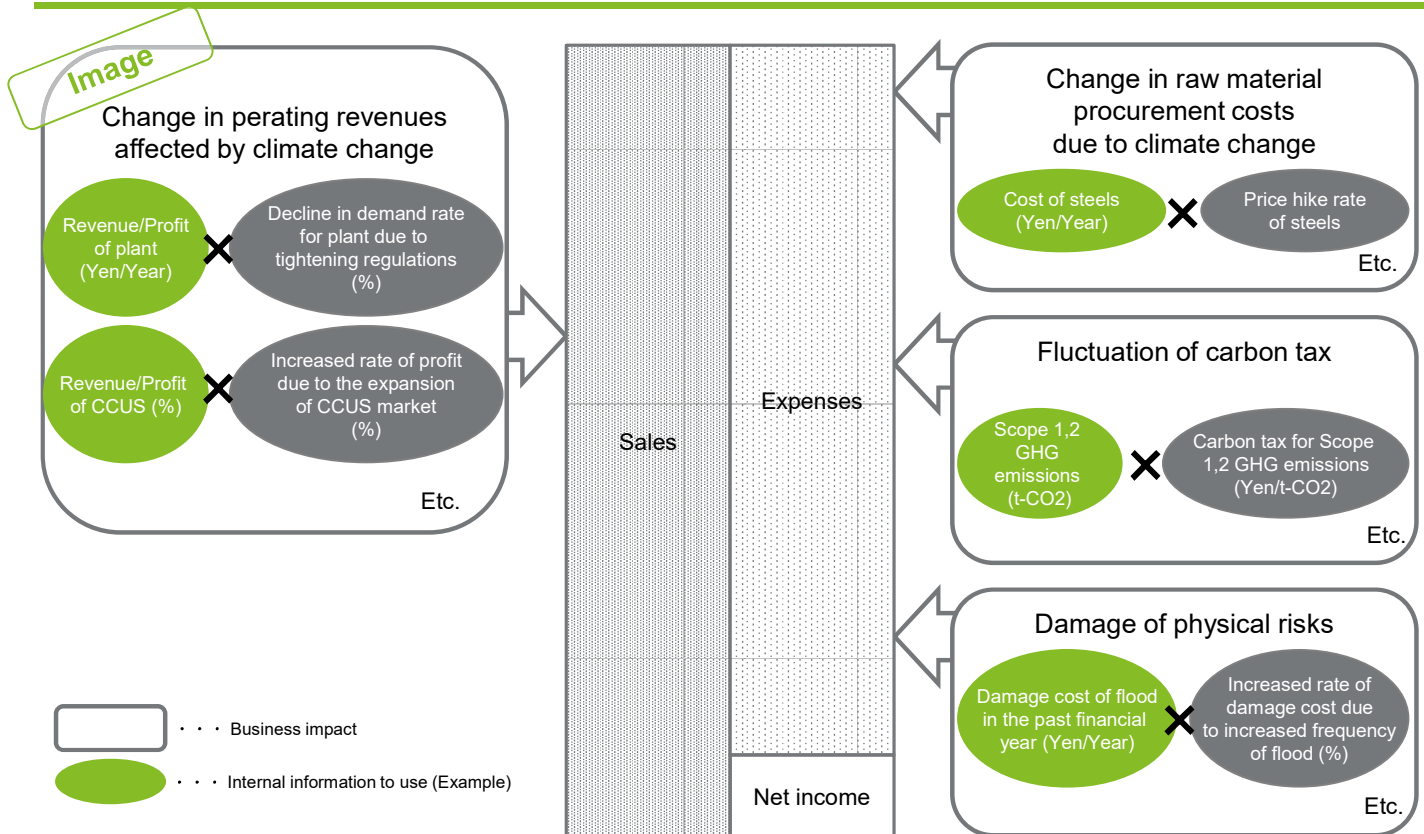 Image
Change in perating revenues
affected by climate change
Revenue/Profit
of plant
(Yen/Year)
Decline in demand rate
for plant due to
tightening regulations
(%)
Revenue/Profit
of CCUS (%)
Increased rate of profit
due to the expansion
of CCUS market
(%)
Etc.
Sales
Expenses
Net income
Change in raw material
procurement costs
due to climate change
Cost of steels
(Yen/Year)
Price hike rate
of steels
Etc.
Fluctuation of carbon tax
Scope 1,2
GHG
emissions
(t-CO2)
Carbon tax for Scope
1,2 GHG emissions
(Yen/t-CO2)
Etc.
Damage of physical risks
Damage cost of flood
in the past financial
year (Yen/Year)
Increased rate of
damage cost due
to increased frequency
of flood (%)
Etc.
・・・ Business impact
・・・ Internal information to use (Example)